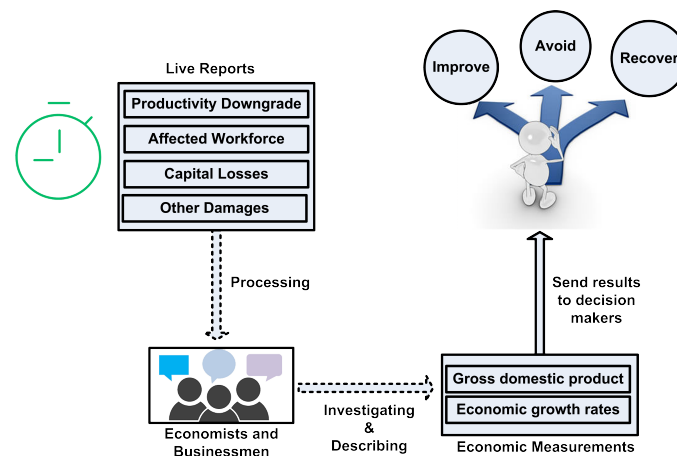 Live Reports
Productivity Downgrade
Affected Workforce
Capital Losses
Other Damages
Processing
Economists and
Businessmen
Investigating
&
Describing
Gross domestic product
Economic growth rates
Economic Measurements
Send results
to decision
makers
Improve
Avoid
Recover